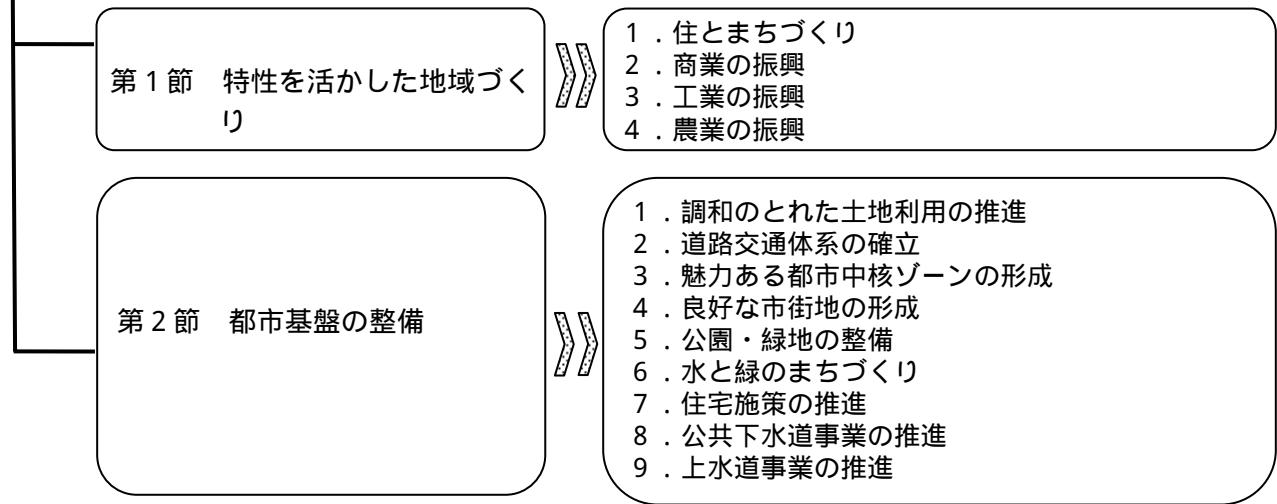 第１節　特性を活かした地域づく
り
１．住とまちづくり
２．商業の振興
３．工業の振興
４．農業の振興
第２節　都市基盤の整備
１．調和のとれた土地利用の推進
２．道路交通体系の確立
３．魅力ある都市中核ゾーンの形成
４．良好な市街地の形成
５．公園・緑地の整備
６．水と緑のまちづくり
７．住宅施策の推進
８．公共下水道事業の推進
９．上水道事業の推進